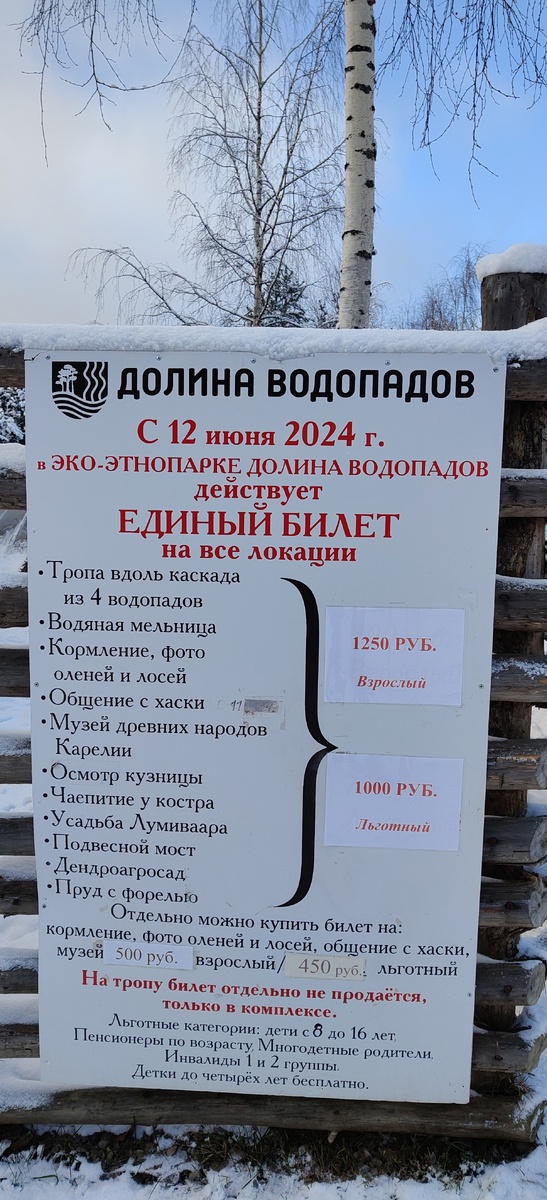 ДОЛИНА ВОДОПАДОВ
С 12 июня 2024 г.
в ЭКО-ЭТНОПАРКЕ ДОЛИНА ВОДОПАДОВ
действует
ЕДИНЫЙ БИЛЕТ
на все локации
•Тропа вдоль каскада
из 4 водопадов
•Водяная мельница
•Кормление, фото
оленей и лосей
•Общение с хаски
•Музей древних народов
Карелии
•Осмотр кузницы
•Чаепитие у костра
•Усадьба Лумиваара
•Подвесной мост
•Дендроагросад
•Пруд с форелью
1250 РУБ.
Взрослый
1000 РУБ.
Льготный
Отдельно можно купить билет на:
кормление, фото оленей и лосей, общение с хаски,
музей 500 руб. взрослый/ 450 руб. льготный
На тропу билет отдельно не продаётся,
только в комплексе.
Льготные категории: дети с 8 до 16 лет,
Пенсионеры по возрасту, Многодетные родители,
Инвалиды 1 и 2 группы.
Детки до четырёх лет бесплатно.